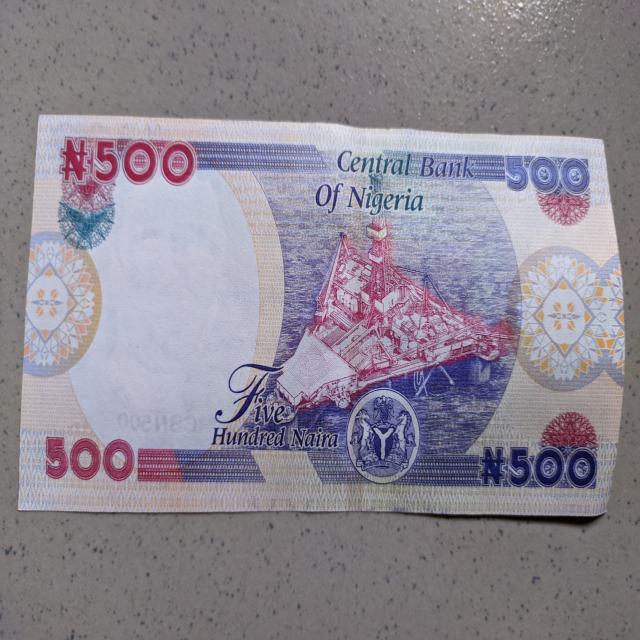 ₦500
Central Bank
Of Nigeria
500
Five
Hundred Naira
500
₦500